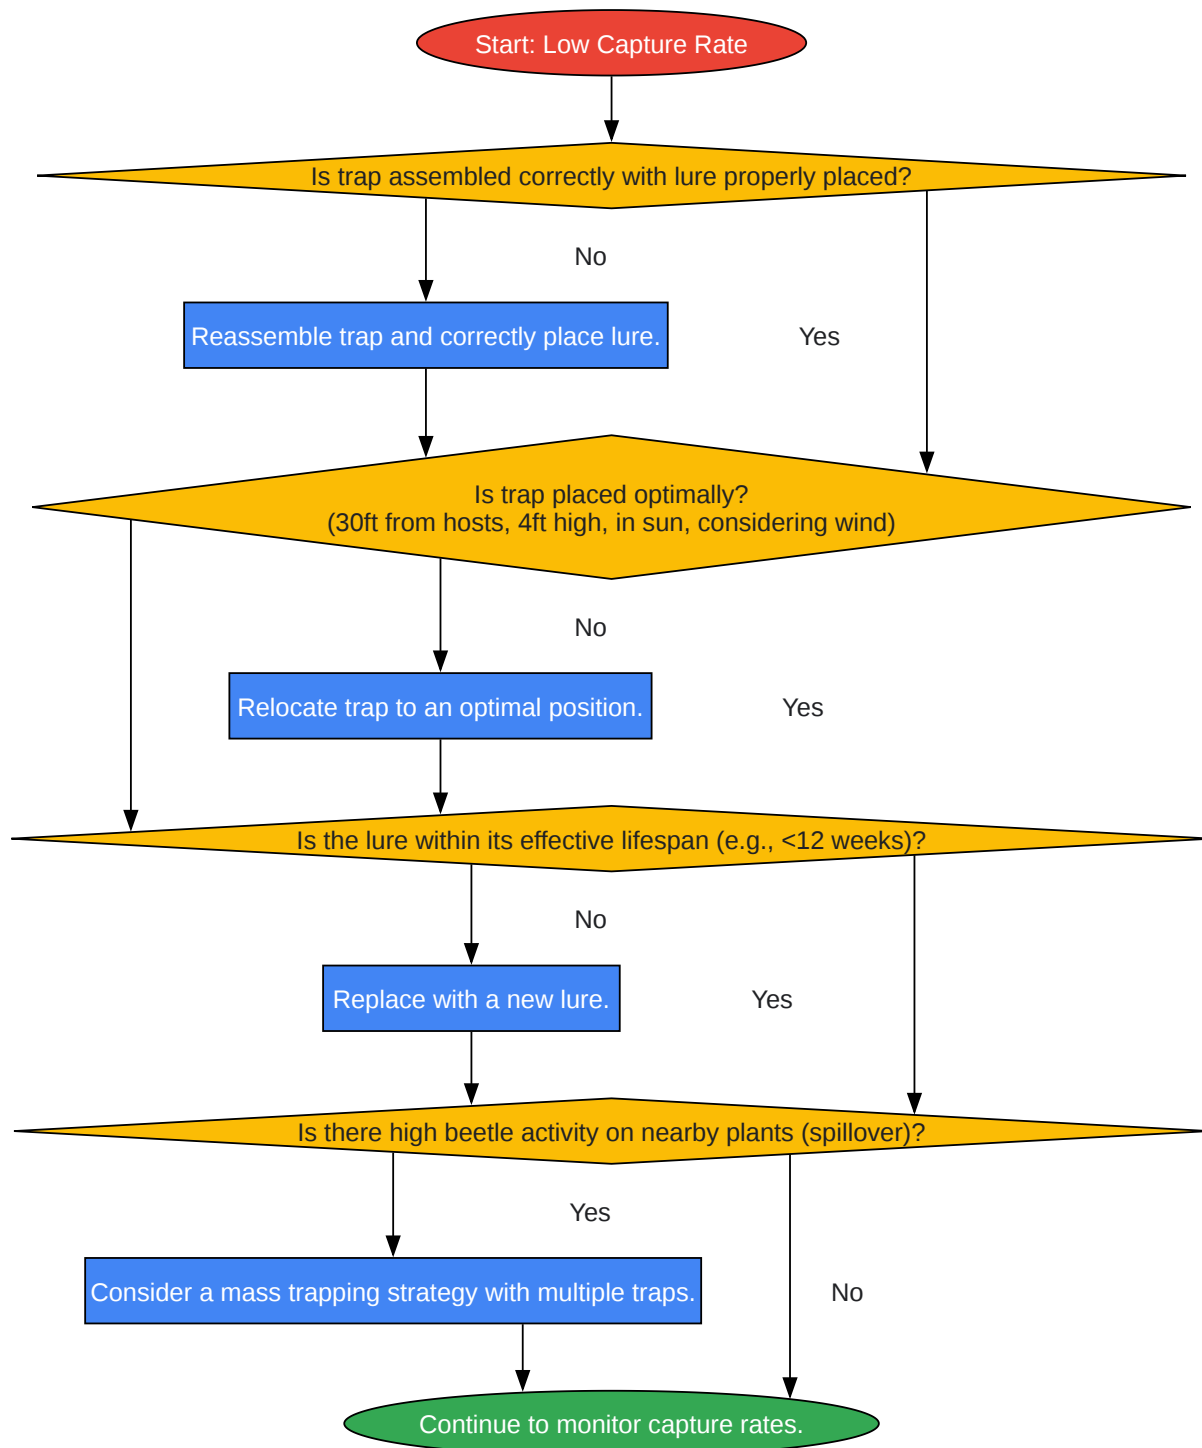 Start: Low Capture Rate
Is trap assembled correctly with lure properly placed?
No
Reassemble trap and correctly place lure.
Yes
Is trap placed optimally?
(30ft from hosts, 4ft high, in sun, considering wind)
No
Relocate trap to an optimal position.
Yes
Is the lure within its effective lifespan (e.g., <12 weeks)?
No
Replace with a new lure.
Yes
Is there high beetle activity on nearby plants (spillover)?
Yes
Consider a mass trapping strategy with multiple traps.
No
Continue to monitor capture rates.